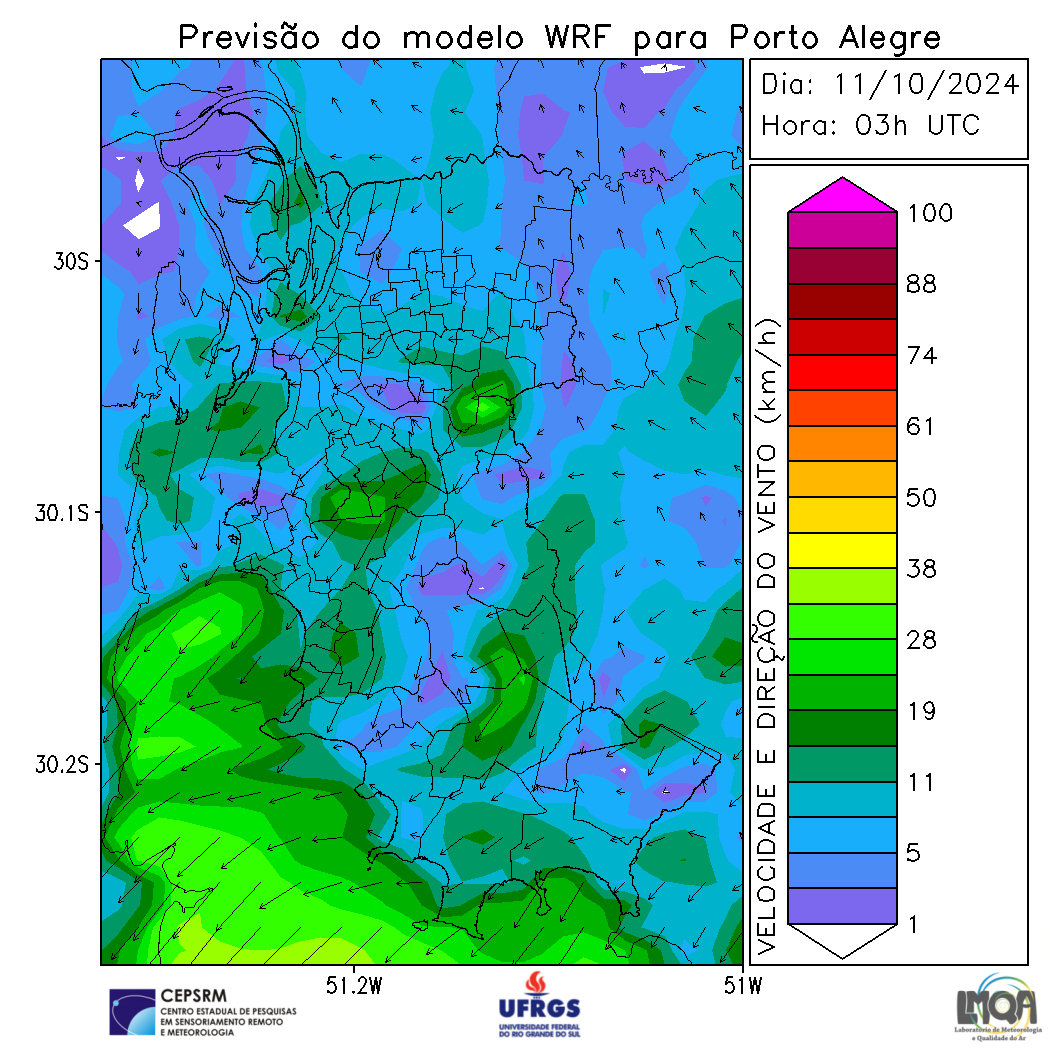 Previsão do modelo WRF para Porto Alegre
Dia: 11/10/2024
Hora: 03h UTC
30S
30.1S
30.2S
51.2W
51W
VELOCIDADE E DIREÇÃO DO VENTO (km/h)
100
88
74
61
50
38
28
19
11
5
1
CEPSRM
CENTRO ESTADUAL DE PESQUISAS
EM SENSORIAMENTO REMOTO
E METEOROLOGIA
UFRGS
UNIVERSIDADE FEDERAL
DO RIO GRANDE DO SUL
LMQA
Laboratório de Meteorologia
e Qualidade do Ar